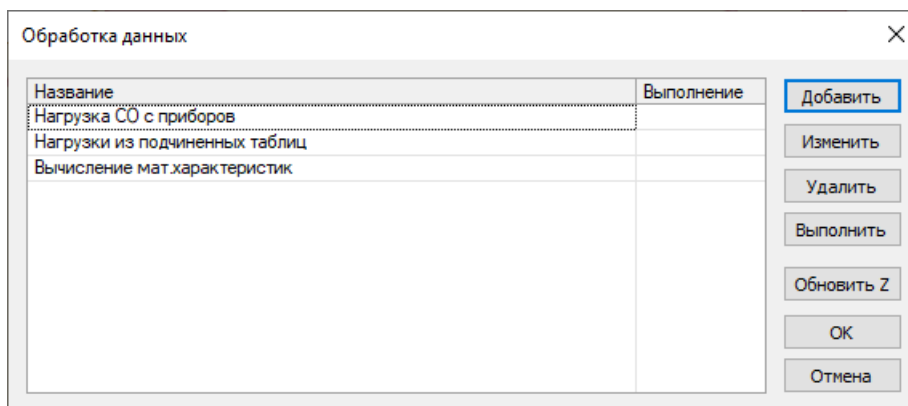 Обработка данных
Название Выполнение
Нагрузка СО с приборов
Нагрузки из подчиненных таблиц
Вычисление мат.характеристик
Добавить
Изменить
Удалить
Выполнить
Обновить Z
ОК
Отмена